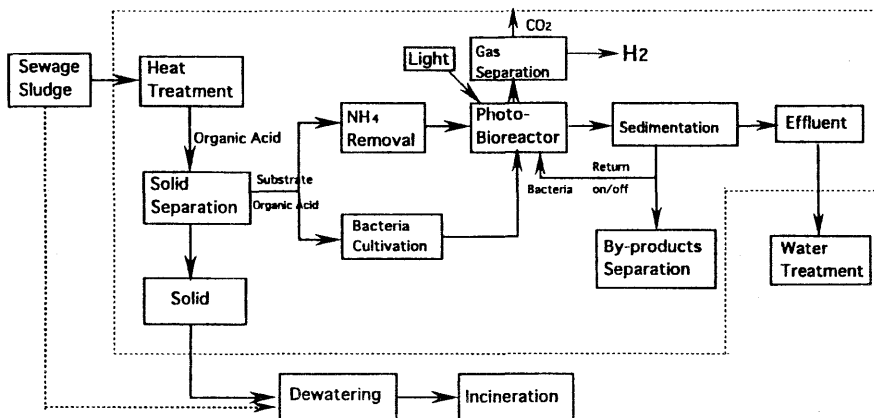 CO₂
Sewage
Sludge
Heat
Treatment
Light
Gas
Separation
H2
Organic Acid
NH₄
Removal
Photo-
Bioreactor
Sedimentation
Effluent
Solid
Separation
Substrate
Organic Acid
Return
Bacteria on/off
Bacteria
Cultivation
By-products
Separation
Water
Treatment
Solid
Dewatering
Incineration